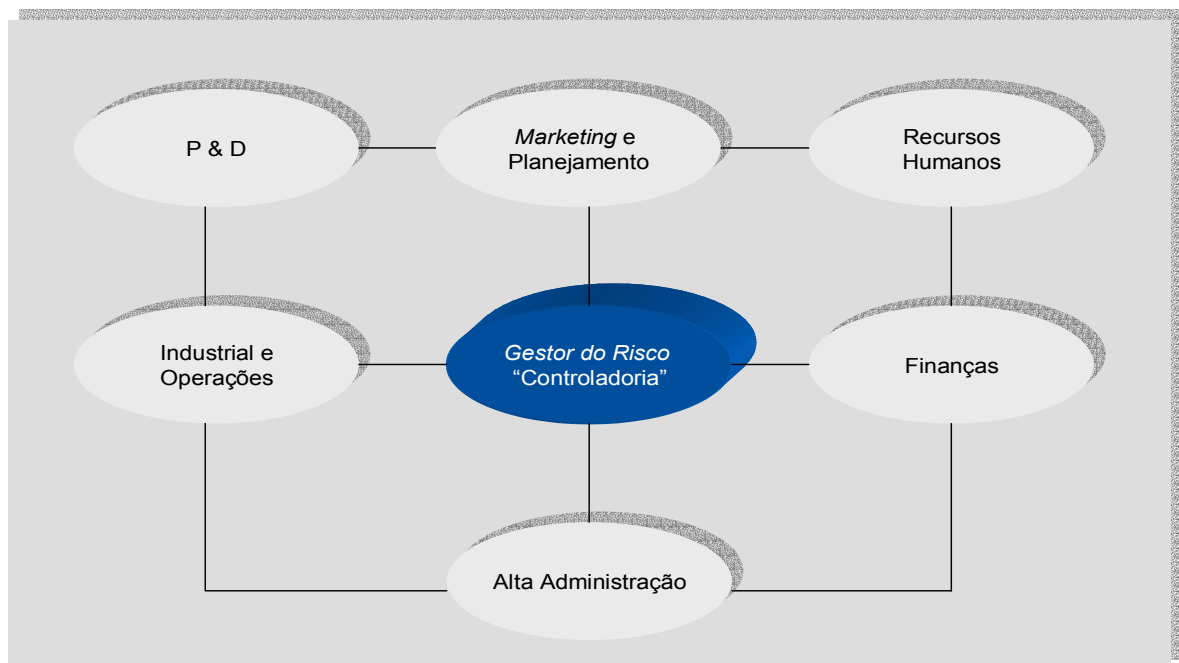 P & D
Marketing e
Planejamento
Recursos
Humanos
Industrial e
Operações
Gestor do Risco
“Controladoria”
Finanças
Alta Administração